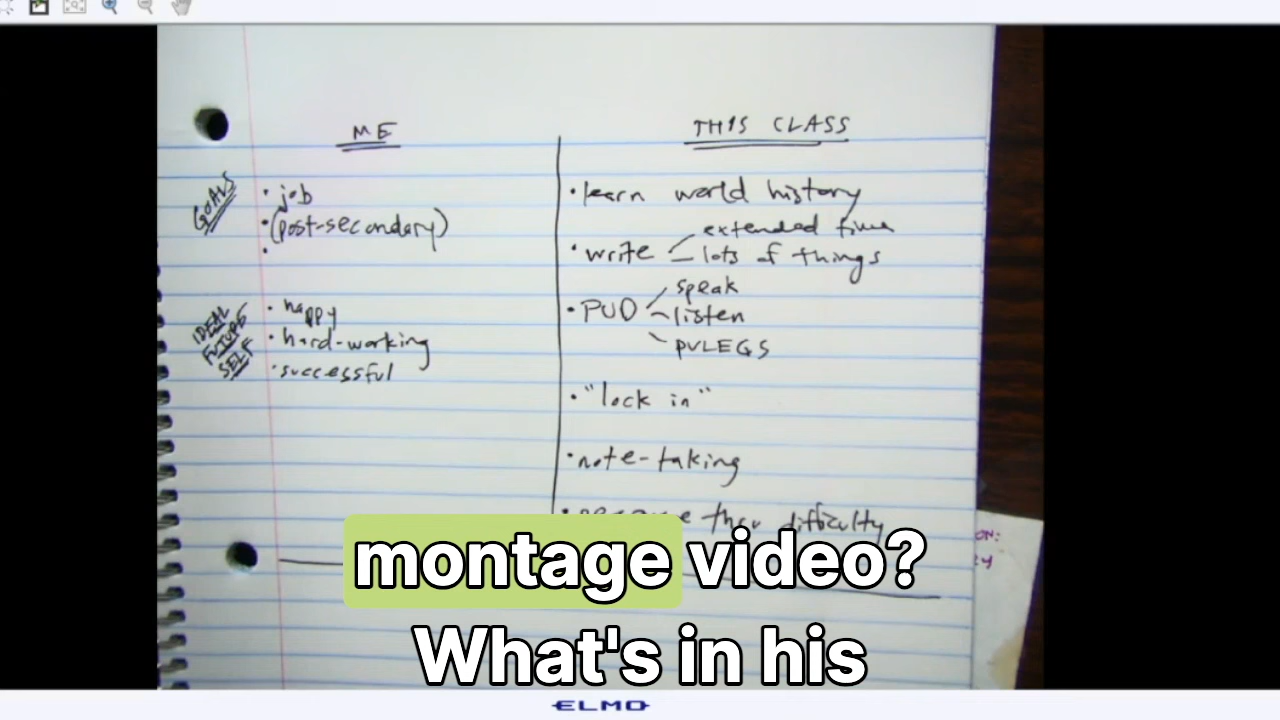 ME
THIS CLASS
GOALS
• job
• (post-secondary)
•
IDEAL
FUTURE
SELF
• happy
• hard-working
• successful
• learn world history
• write
extended time
lots of things
• PUD
speak
listen
PVLEGS
• "lock in"
• note-taking
• thru difficulty
montage video?
What's in his
ELMO